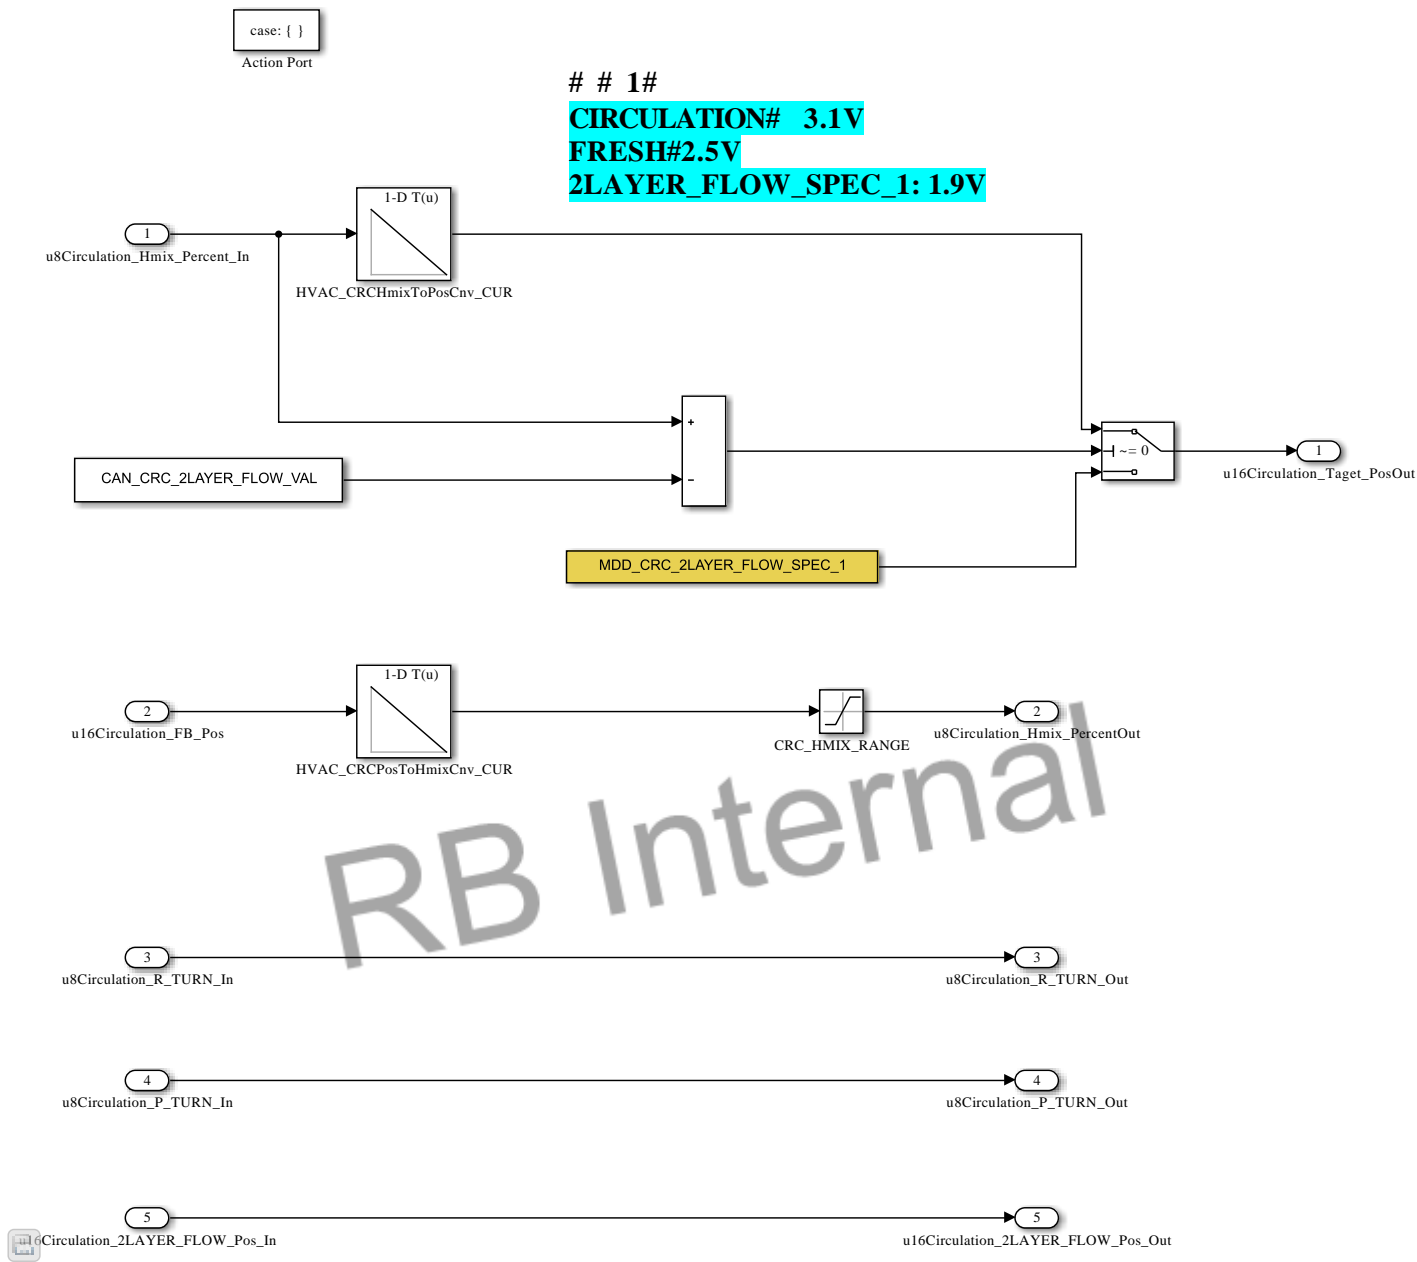 case: { }
Action Port
# # 1#
CIRCULATION# 3.1V
FRESH#2.5V
2LAYER_FLOW_SPEC_1: 1.9V
1-D T(u)
1
u8Circulation_Hmix_Percent_In
HVAC_CRCHmixToPosCnv_CUR
+
−
CAN_CRC_2LAYER_FLOW_VAL
~= 0
1
u16Circulation_Taget_PosOut
MDD_CRC_2LAYER_FLOW_SPEC_1
1-D T(u)
2
u16Circulation_FB_Pos
HVAC_CRCPosToHmixCnv_CUR
CRC_HMIX_RANGE
2
u8Circulation_Hmix_PercentOut
RB Internal
3
u8Circulation_R_TURN_In
3
u8Circulation_R_TURN_Out
4
u8Circulation_P_TURN_In
4
u8Circulation_P_TURN_Out
5
u16Circulation_2LAYER_FLOW_Pos_In
5
u16Circulation_2LAYER_FLOW_Pos_Out